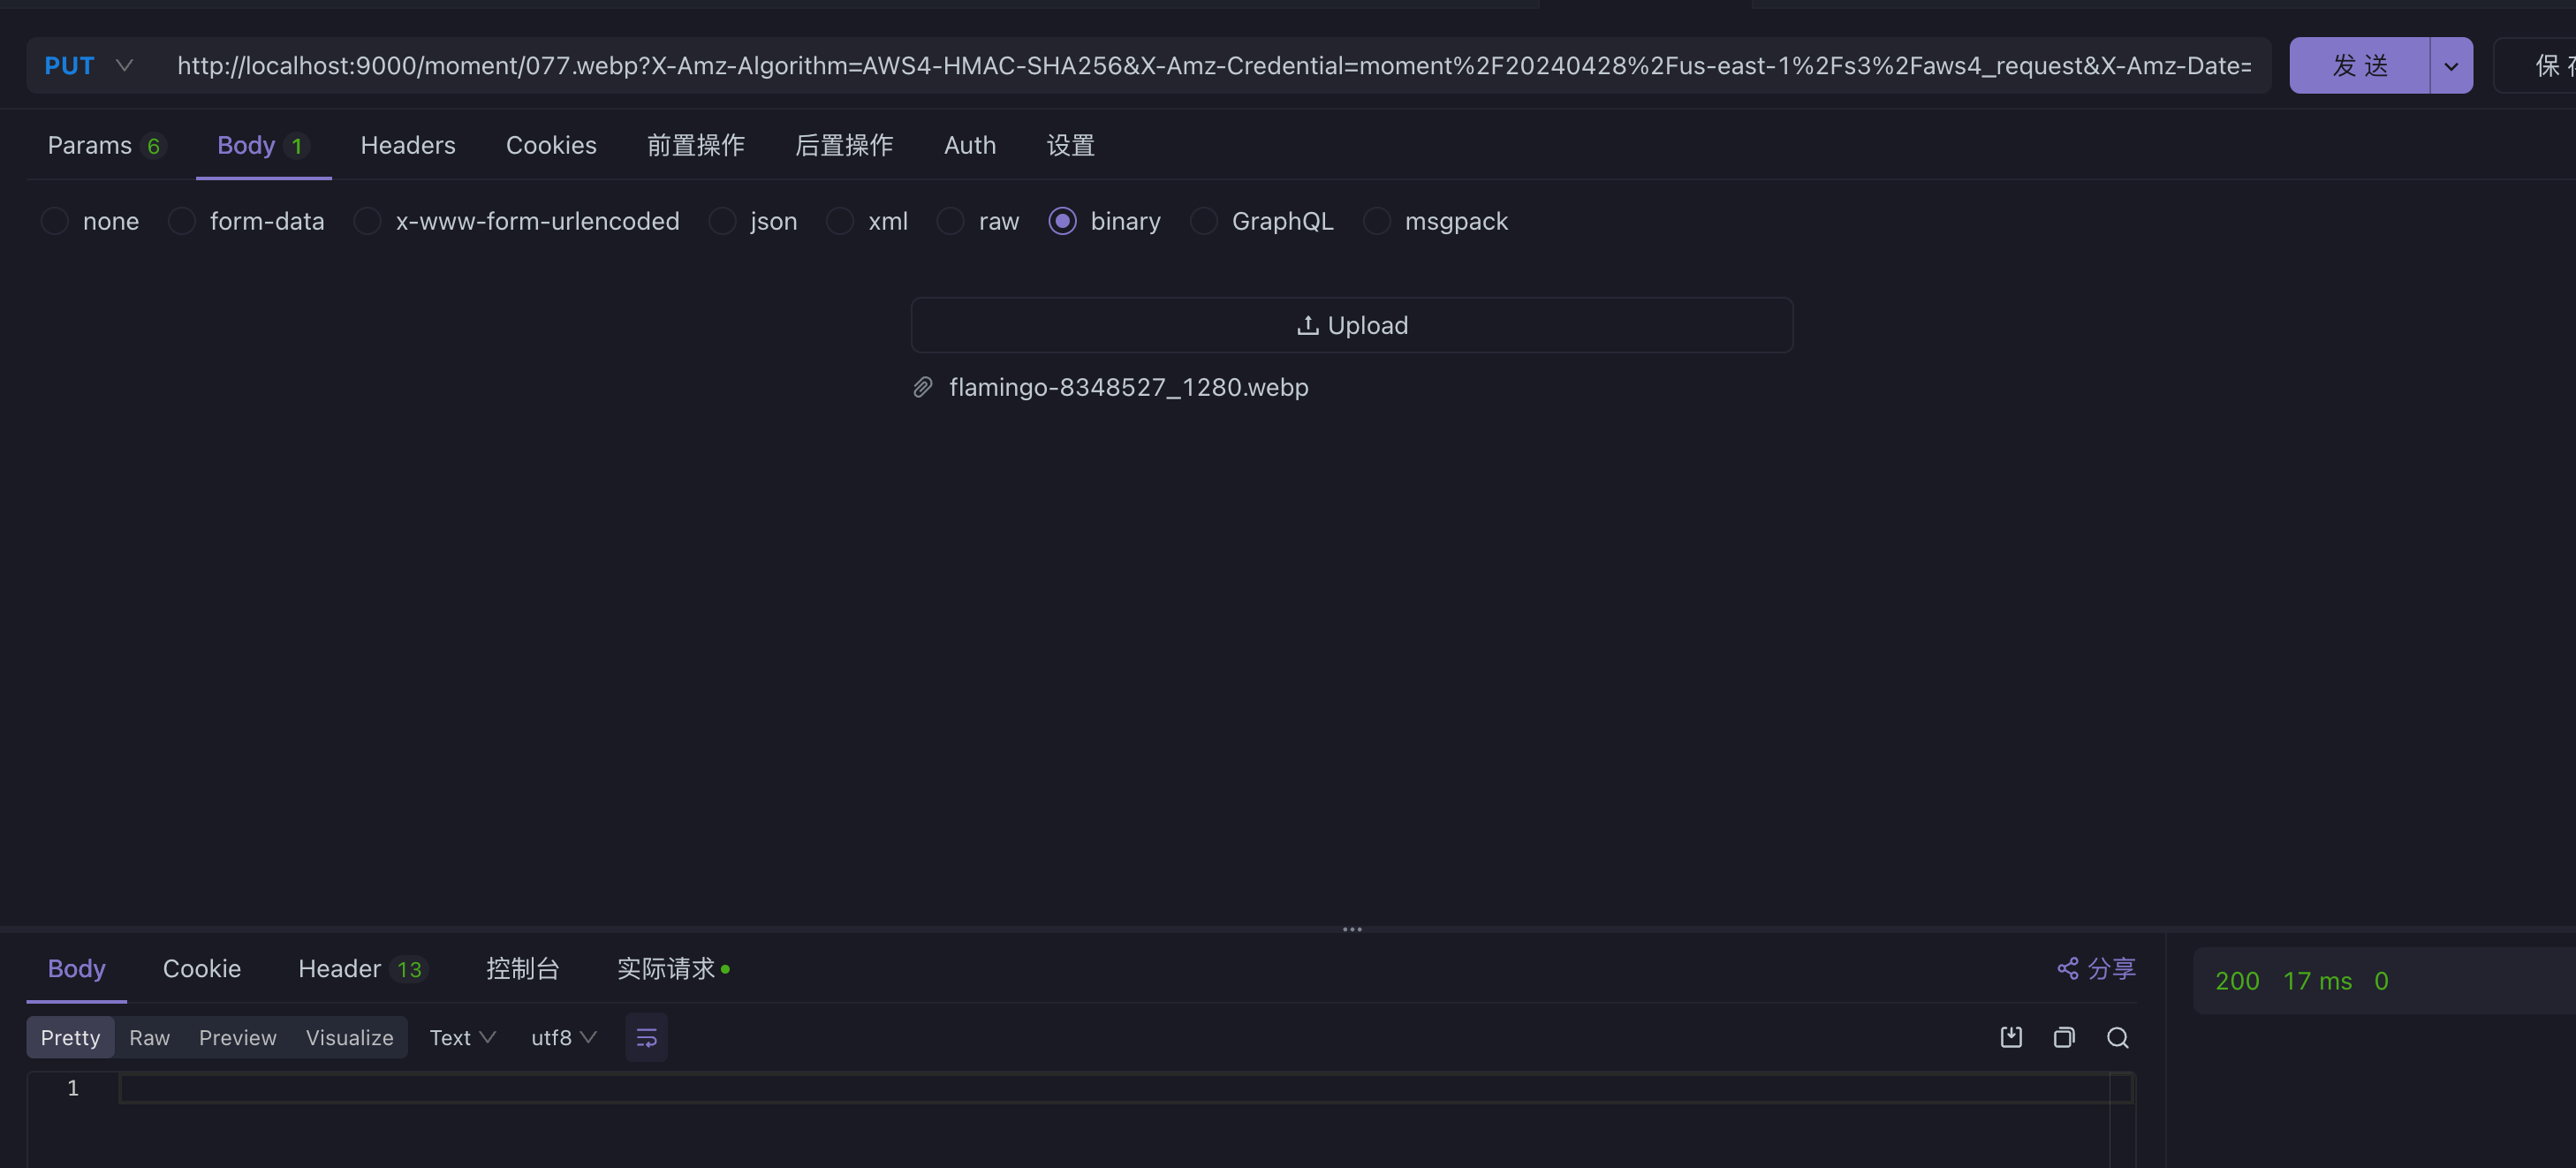 PUT http://localhost:9000/moment/077.webp?X-Amz-Algorithm=AWS4-HMAC-SHA256&X-Amz-Credential=moment%2F20240428%2Fus-east-1%2Fs3%2Faws4_request&X-Amz-Date= 发 送 保
Params 6 Body 1 Headers Cookies 前置操作 后置操作 Auth 设置
none form-data x-www-form-urlencoded json xml raw binary GraphQL msgpack
Upload
flamingo-8348527_1280.webp
Body Cookie Header 13 控制台 实际请求 分享
200 17 ms 0
Pretty Raw Preview Visualize Text utf8
1